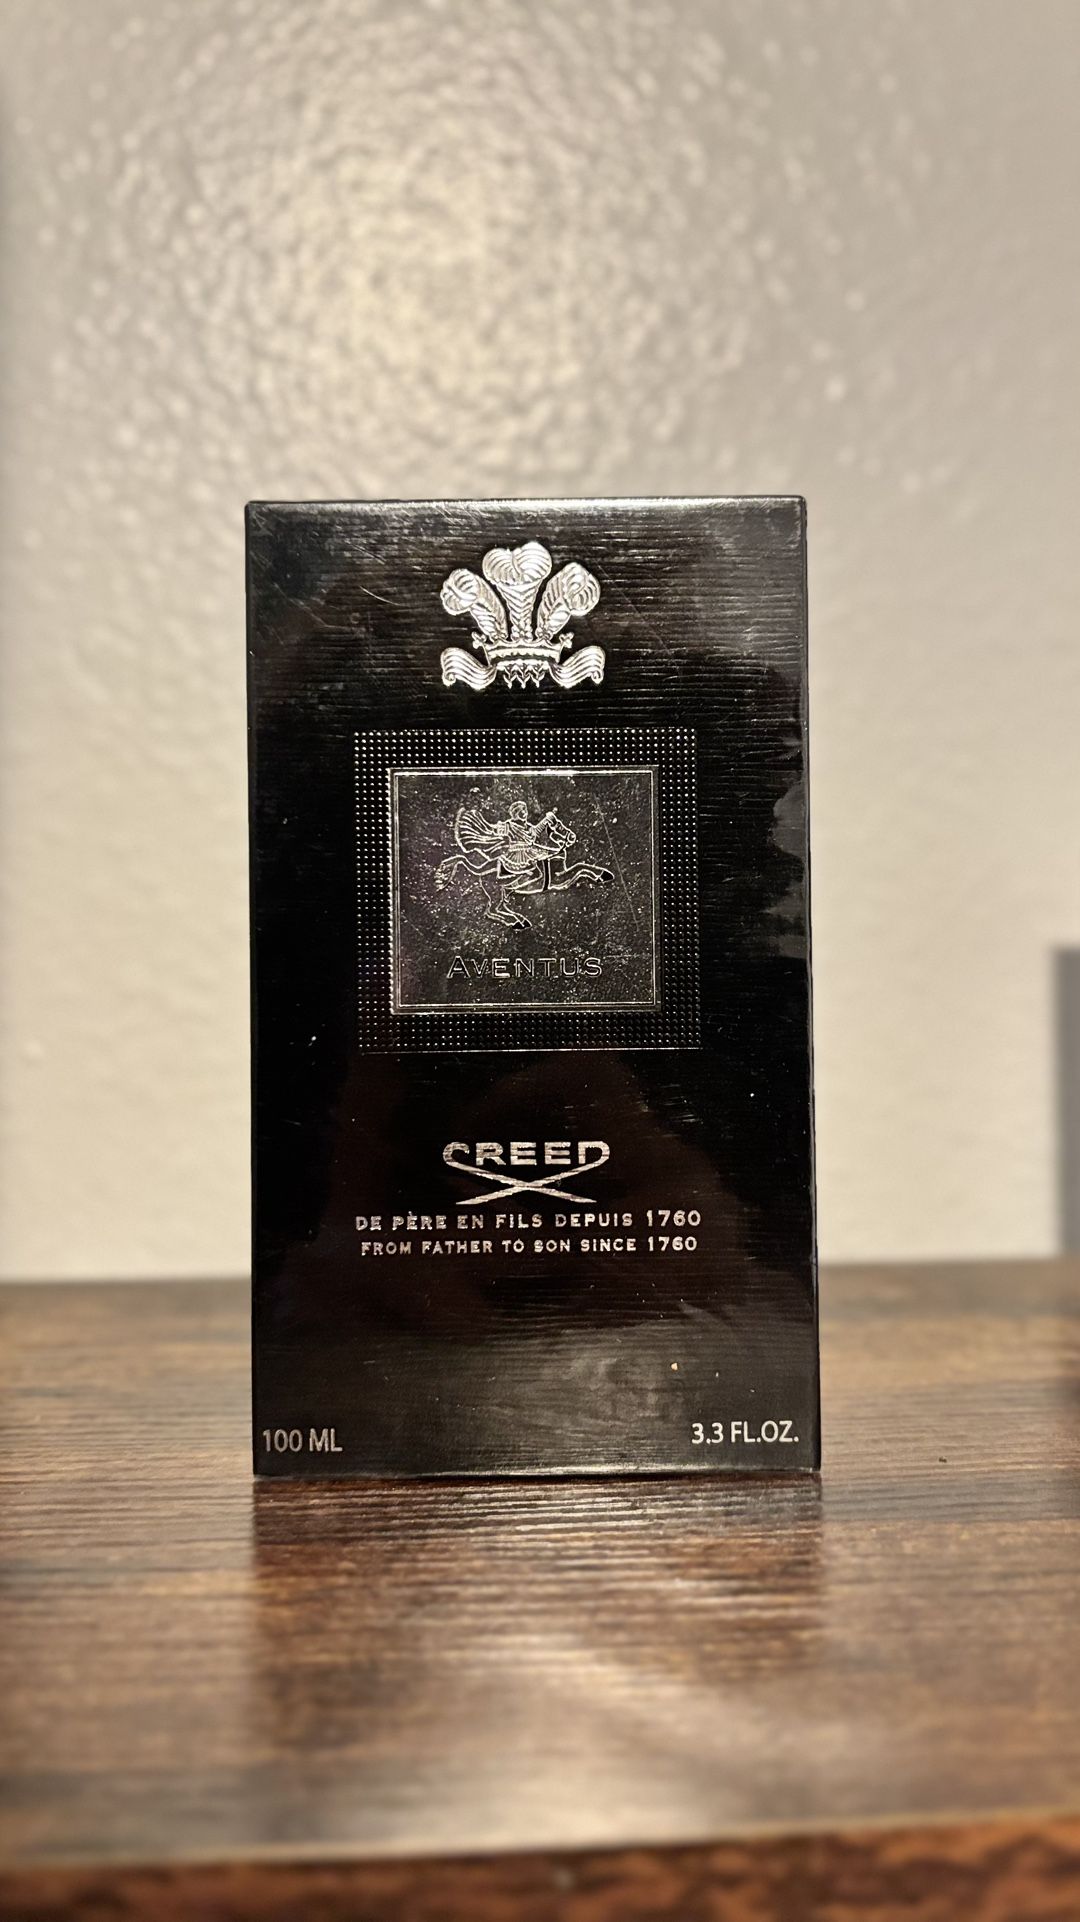 AVENTUS
CREED
DE PÈRE EN FILS DEPUIS 1760
FROM FATHER TO SON SINCE 1760
100 ML
3.3 FL.OZ.